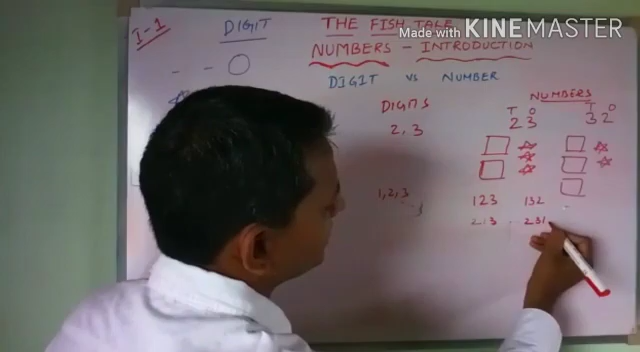 Made with KINEMASTER
I-1
DIGIT
THE FISH TALE
NUMBERS – INTRODUCTION
DIGIT VS NUMBER
DIGITS
NUMBERS
T O
2 3
T O
3 2
2, 3
1, 2, 3
123 132
213 231